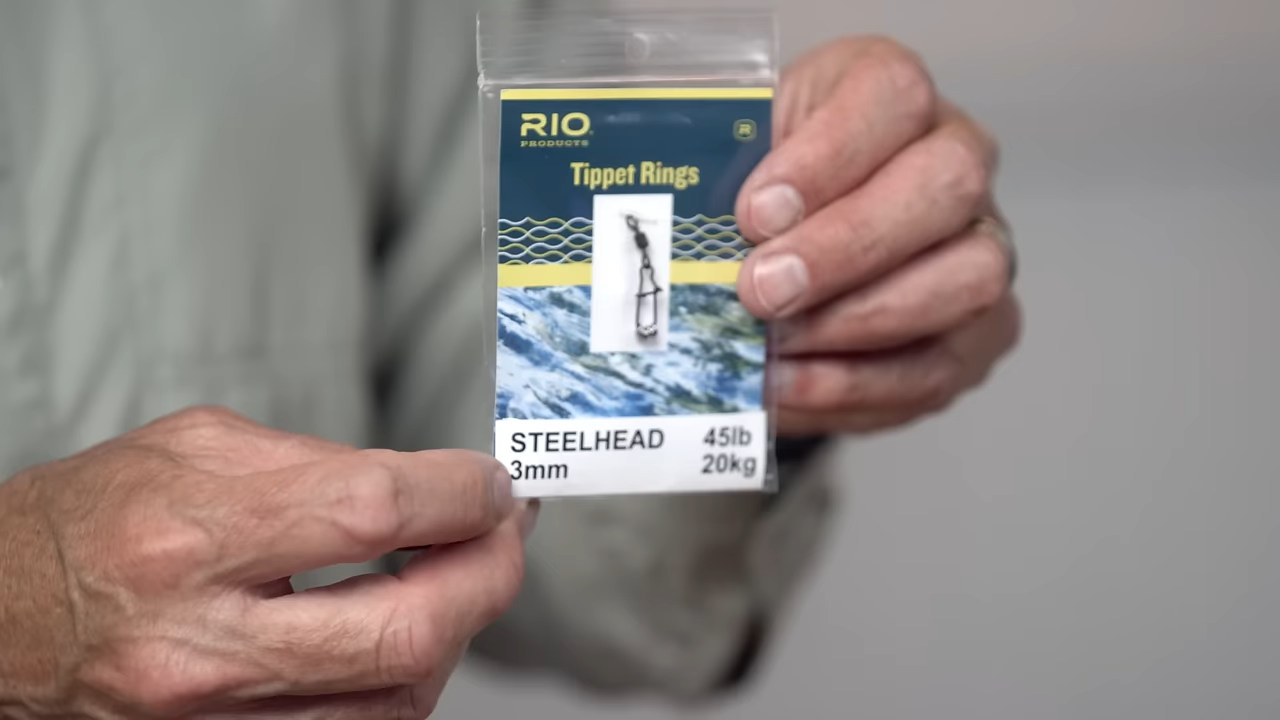 RIO
PRODUCTS
R
Tippet Rings
STEELHEAD 45lb
3mm 20kg